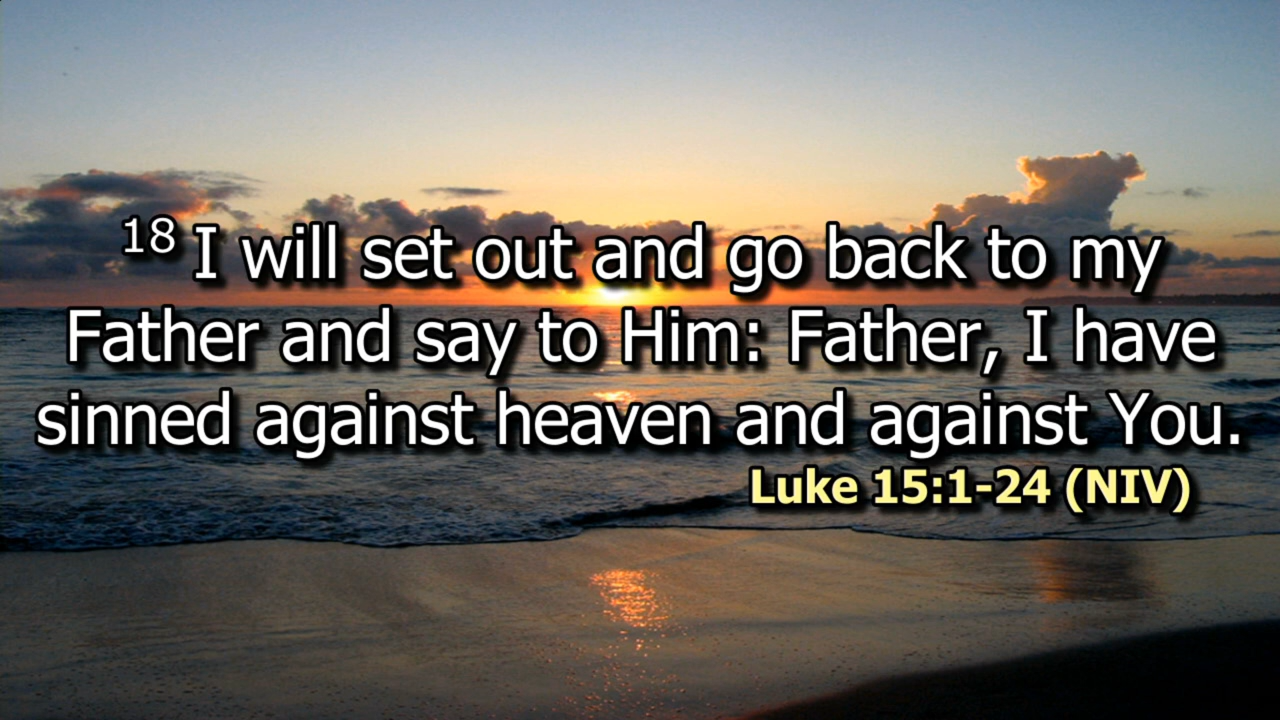 18 I will set out and go back to my
Father and say to Him: Father, I have
sinned against heaven and against You.
Luke 15:1-24 (NIV)